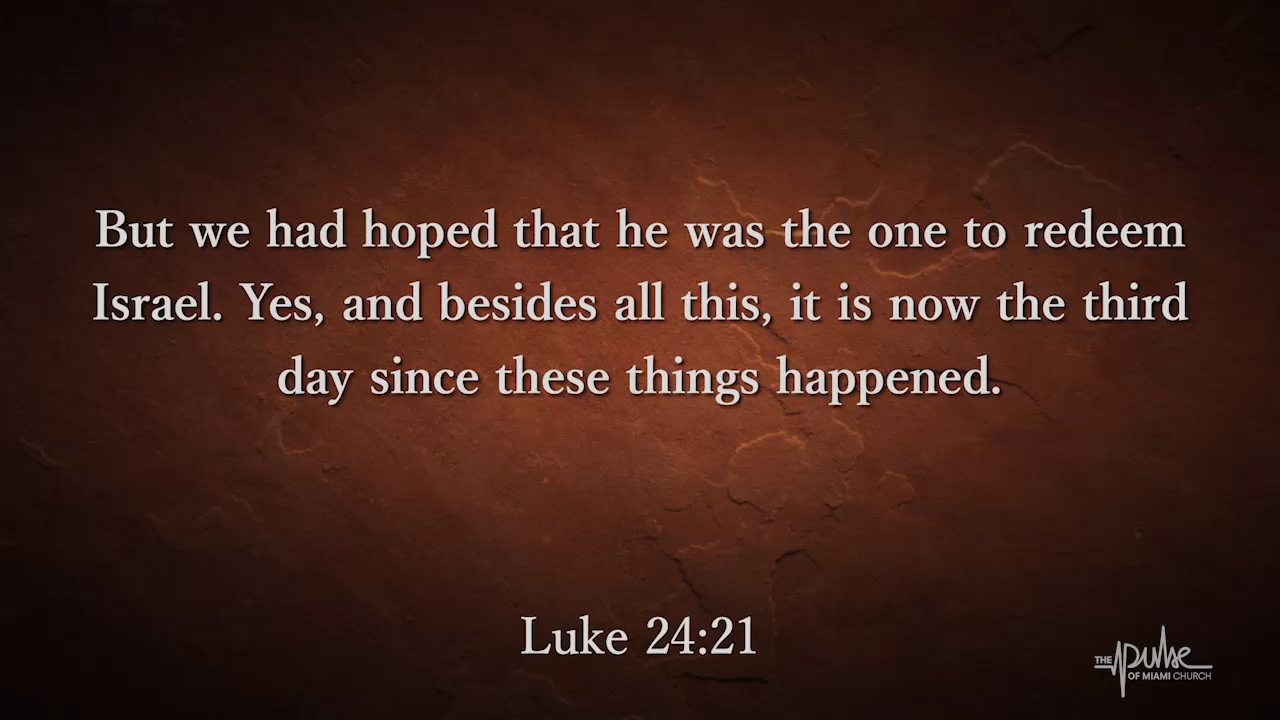 But we had hoped that he was the one to redeem
Israel. Yes, and besides all this, it is now the third
day since these things happened.
Luke 24:21
THE pulse
OF MIAMI CHURCH